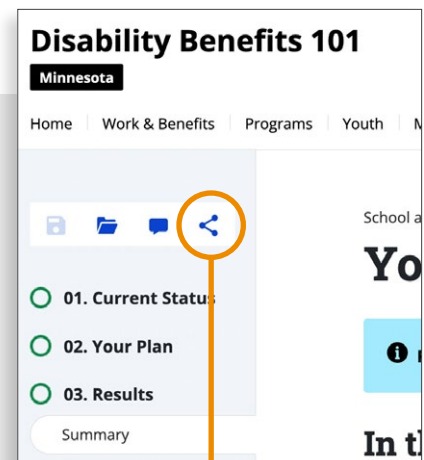 Disability Benefits 101
Minnesota
Home Work & Benefits Programs Youth
School a
Yo
01. Current Status
02. Your Plan
03. Results
Summary
In t